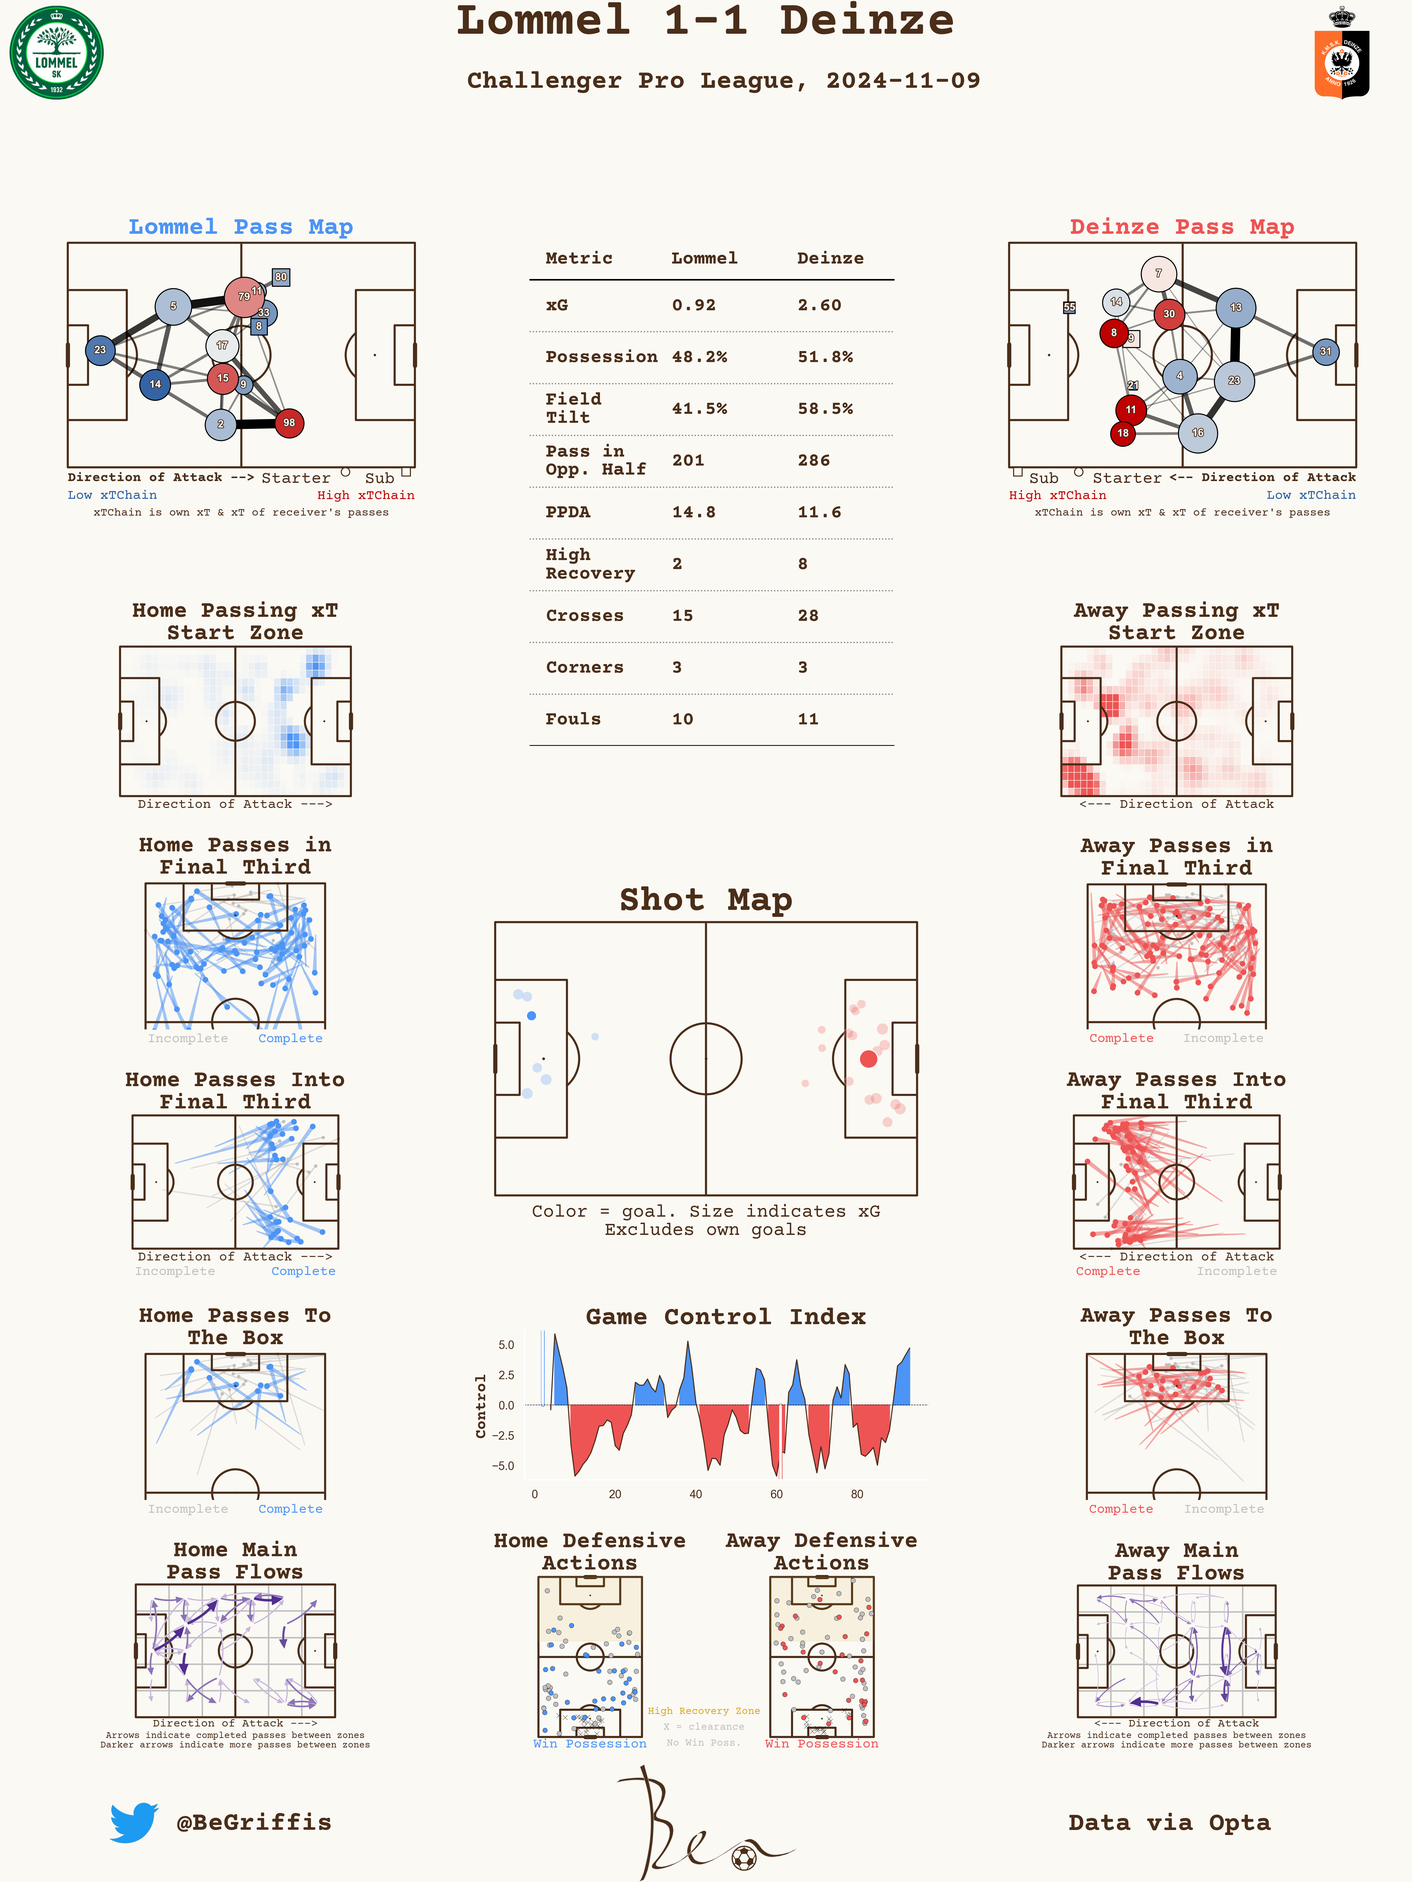 Lommel 1-1 Deinze
Challenger Pro League, 2024-11-09
LOMMEL
SK
1932
K.M.S.K. DEINZE
ANNO 1926
Lommel Pass Map
80
11
79
5
33
8
17
23
15
9
14
2
98
Direction of Attack --> Starter Sub
Low xTChain High xTChain
xTChain is own xT & xT of receiver's passes
Metric Lommel Deinze
xG 0.92 2.60
Possession 48.2% 51.8%
Field
Tilt 41.5% 58.5%
Pass in
Opp. Half 201 286
PPDA 14.8 11.6
High
Recovery 2 8
Crosses 15 28
Corners 3 3
Fouls 10 11
Deinze Pass Map
7
14
55
13
30
8
9
31
4
23
21
11
18
16
Sub Starter <-- Direction of Attack
High xTChain Low xTChain
xTChain is own xT & xT of receiver's passes
Home Passing xT
Start Zone
Direction of Attack --->
Away Passing xT
Start Zone
<--- Direction of Attack
Home Passes in
Final Third
Incomplete Complete
Away Passes in
Final Third
Complete Incomplete
Shot Map
Color = goal. Size indicates xG
Excludes own goals
Home Passes Into
Final Third
Direction of Attack --->
Incomplete Complete
Away Passes Into
Final Third
<--- Direction of Attack
Complete Incomplete
Home Passes To
The Box
Incomplete Complete
Game Control Index
Control
5.0
2.5
0.0
−2.5
−5.0
0 20 40 60 80
Away Passes To
The Box
Complete Incomplete
Home Main
Pass Flows
Direction of Attack --->
Arrows indicate completed passes between zones
Darker arrows indicate more passes between zones
Home Defensive
Actions
Win Possession
High Recovery Zone
X = clearance
No Win Poss.
Away Defensive
Actions
Win Possession
Away Main
Pass Flows
<--- Direction of Attack
Arrows indicate completed passes between zones
Darker arrows indicate more passes between zones
@BeGriffis
Ben
Data via Opta